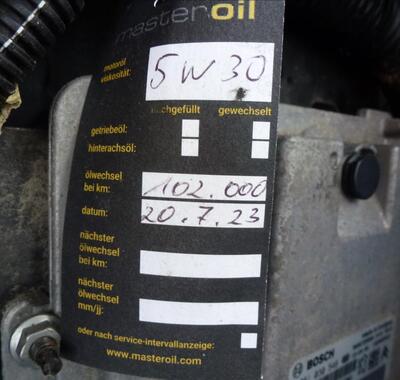 masteroil
motoröl
viskosität:
5W30
nachgefüllt gewechselt
getriebeöl:
hinterachsöl:
ölwechsel
bei km:
102.000
datum:
20.7.23
nächster
ölwechsel
bei km:
nächster
ölwechsel
mm/jj:
oder nach service-intervallanzeige:
www.masteroil.com
BOSCH